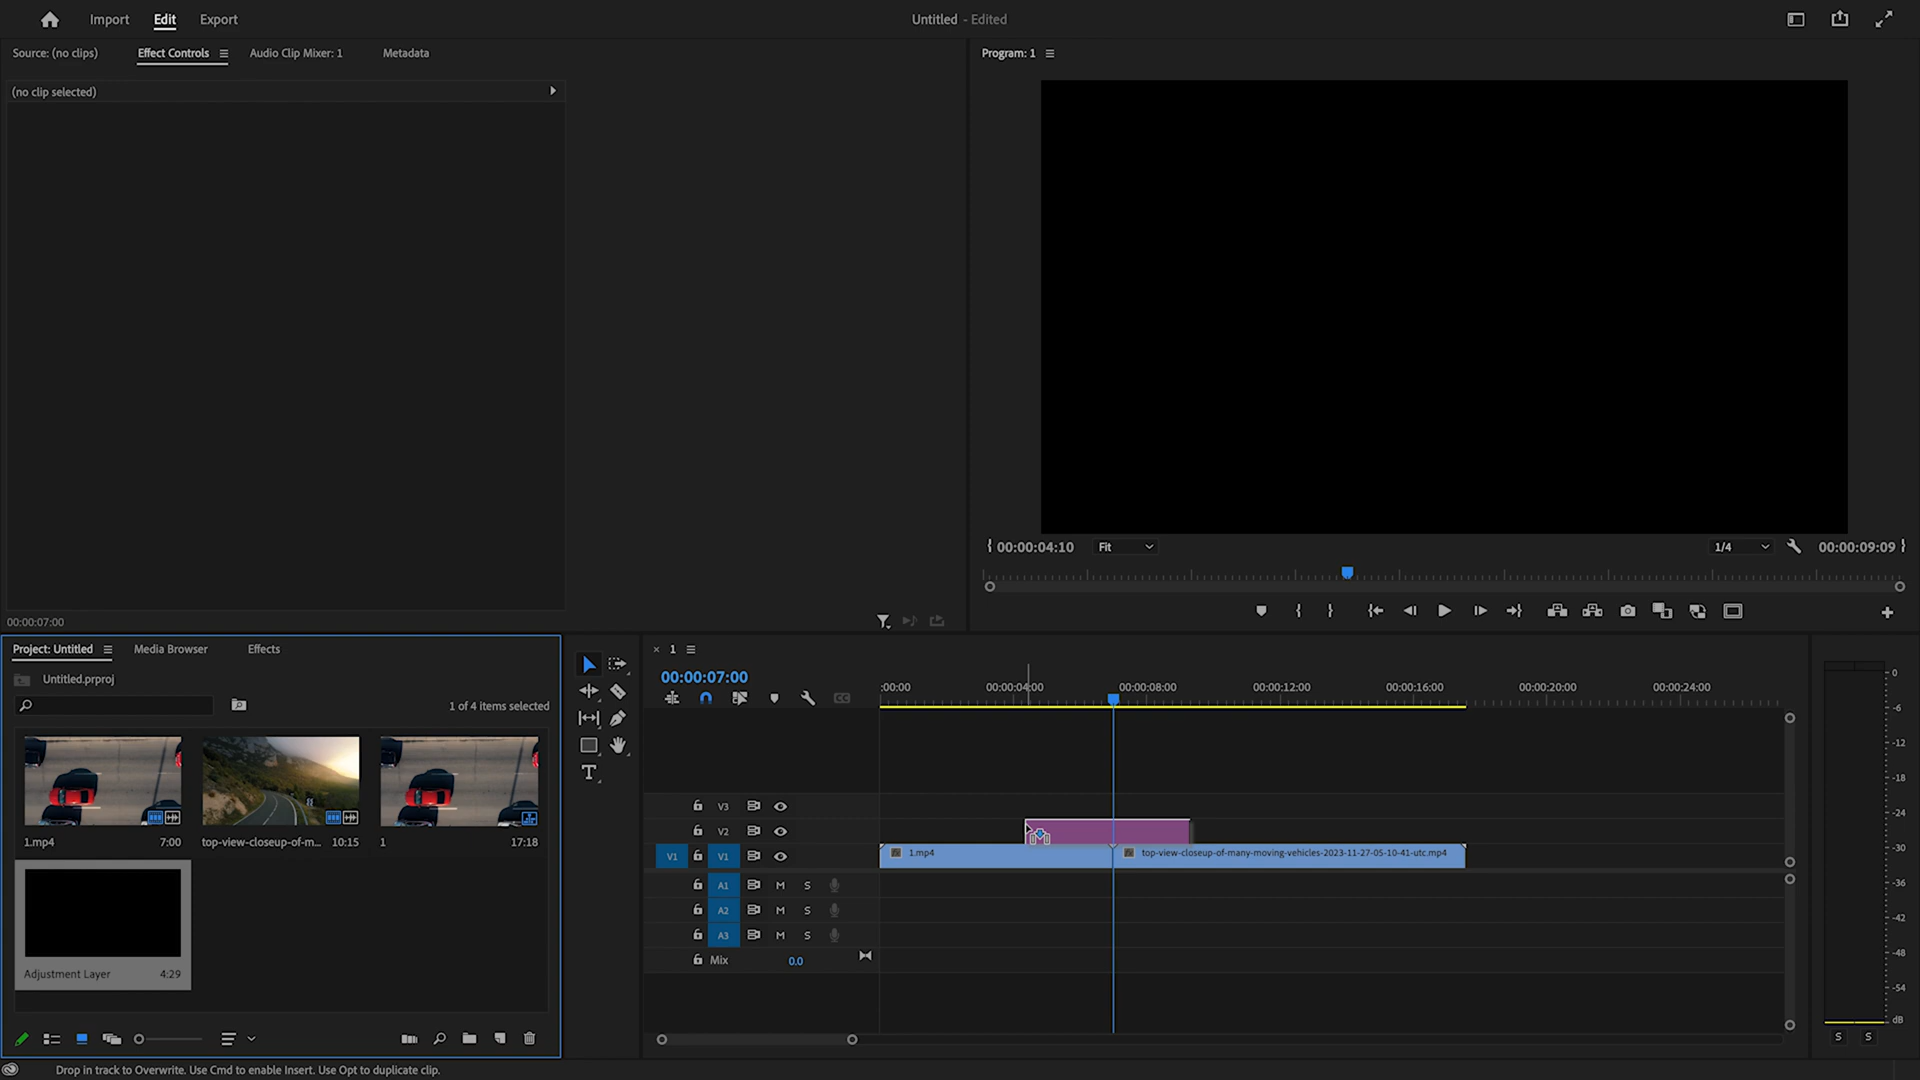 Import
Edit
Export
Untitled - Edited
Source: (no clips)
Effect Controls
Audio Clip Mixer: 1
Metadata
Program: 1
(no clip selected)
00:00:04:10
Fit
1/4
00:00:09:09
00:00:07:00
Project: Untitled
Media Browser
Effects
1
Untitled.prproj
00:00:07:00
1 of 4 items selected
CC
:00:00
00:00:04:00
00:00:08:00
00:00:12:00
00:00:16:00
00:00:20:00
00:00:24:00
1.mp4 7:00
top-view-closeup-of-m... 10:15
1 17:18
V3
V2
V1 V1
1.mp4
top-view-closeup-of-many-moving-vehicles-2023-11-27-05-10-41-utc.mp4
A1 M S
A2 M S
A3 M S
Mix 0.0
Adjustment Layer 4:29
T
0
-6
-12
-18
-24
-30
-36
-42
-48
-54
dB
S S
Drop in track to Overwrite. Use Cmd to enable Insert. Use Opt to duplicate clip.